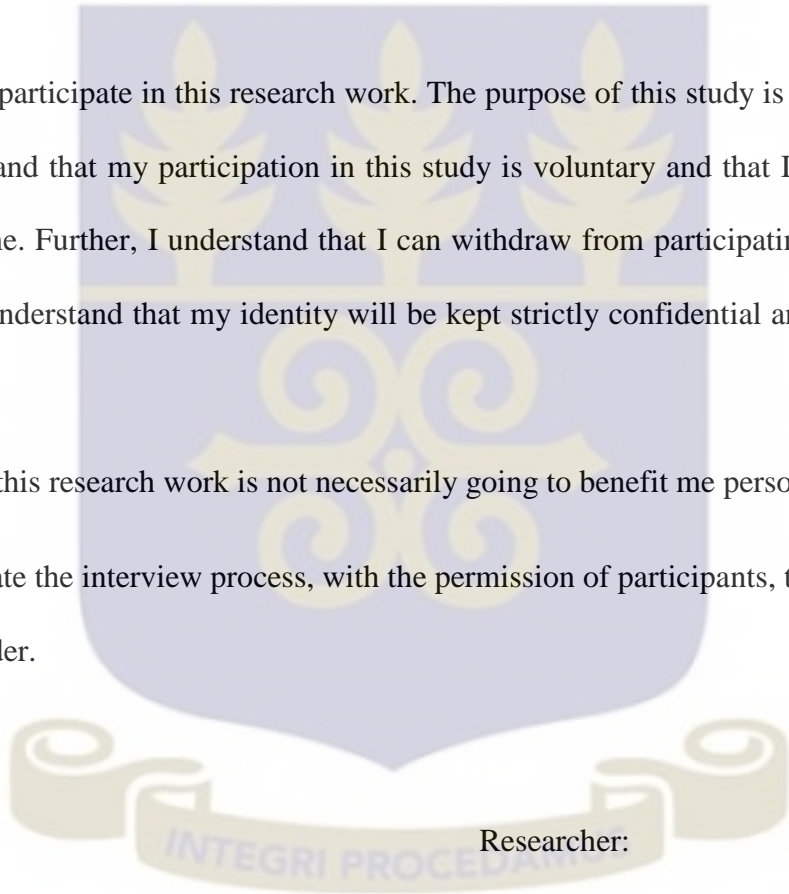 participate in this research work. The purpose of this study is
and that my participation in this study is voluntary and that I
ne. Further, I understand that I can withdraw from participatin
nderstand that my identity will be kept strictly confidential a
this research work is not necessarily going to benefit me perso
ate the interview process, with the permission of participants, t
der.
Researcher:
INTEGRI PROCEDAMUS